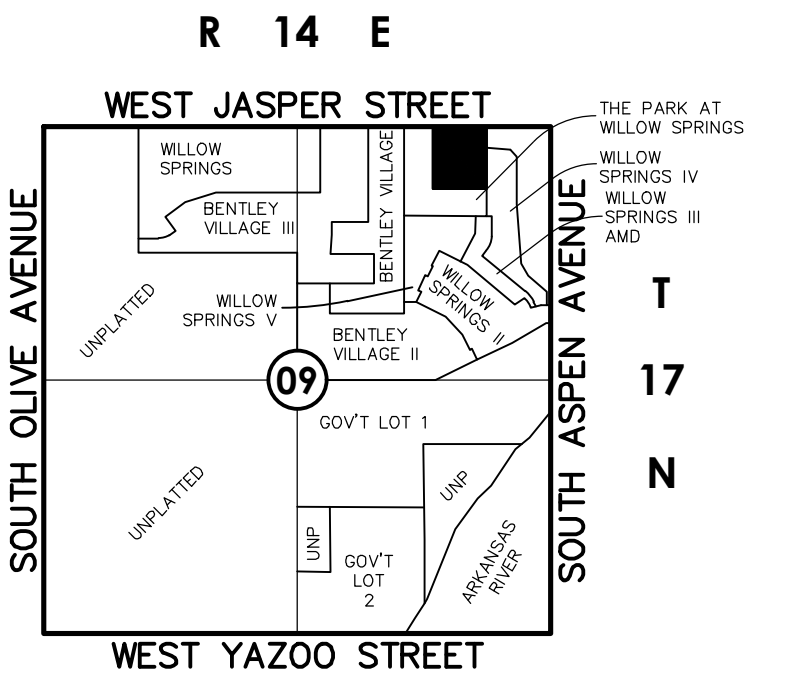 R 14 E
WEST JASPER STREET
THE PARK AT
WILLOW SPRINGS
WILLOW
SPRINGS IV
WILLOW
SPRINGS III
AMD
WILLOW
SPRINGS
BENTLEY
VILLAGE III
BENTLEY VILLAGE
SOUTH OLIVE AVENUE
SOUTH ASPEN AVENUE
T
17
N
UNPLATTED
WILLOW
SPRINGS V
WILLOW
SPRINGS II
BENTLEY
VILLAGE II
09
GOV'T LOT 1
UNPLATTED
UNP
UNP
GOV'T
LOT
2
ARKANSAS
RIVER
WEST YAZOO STREET